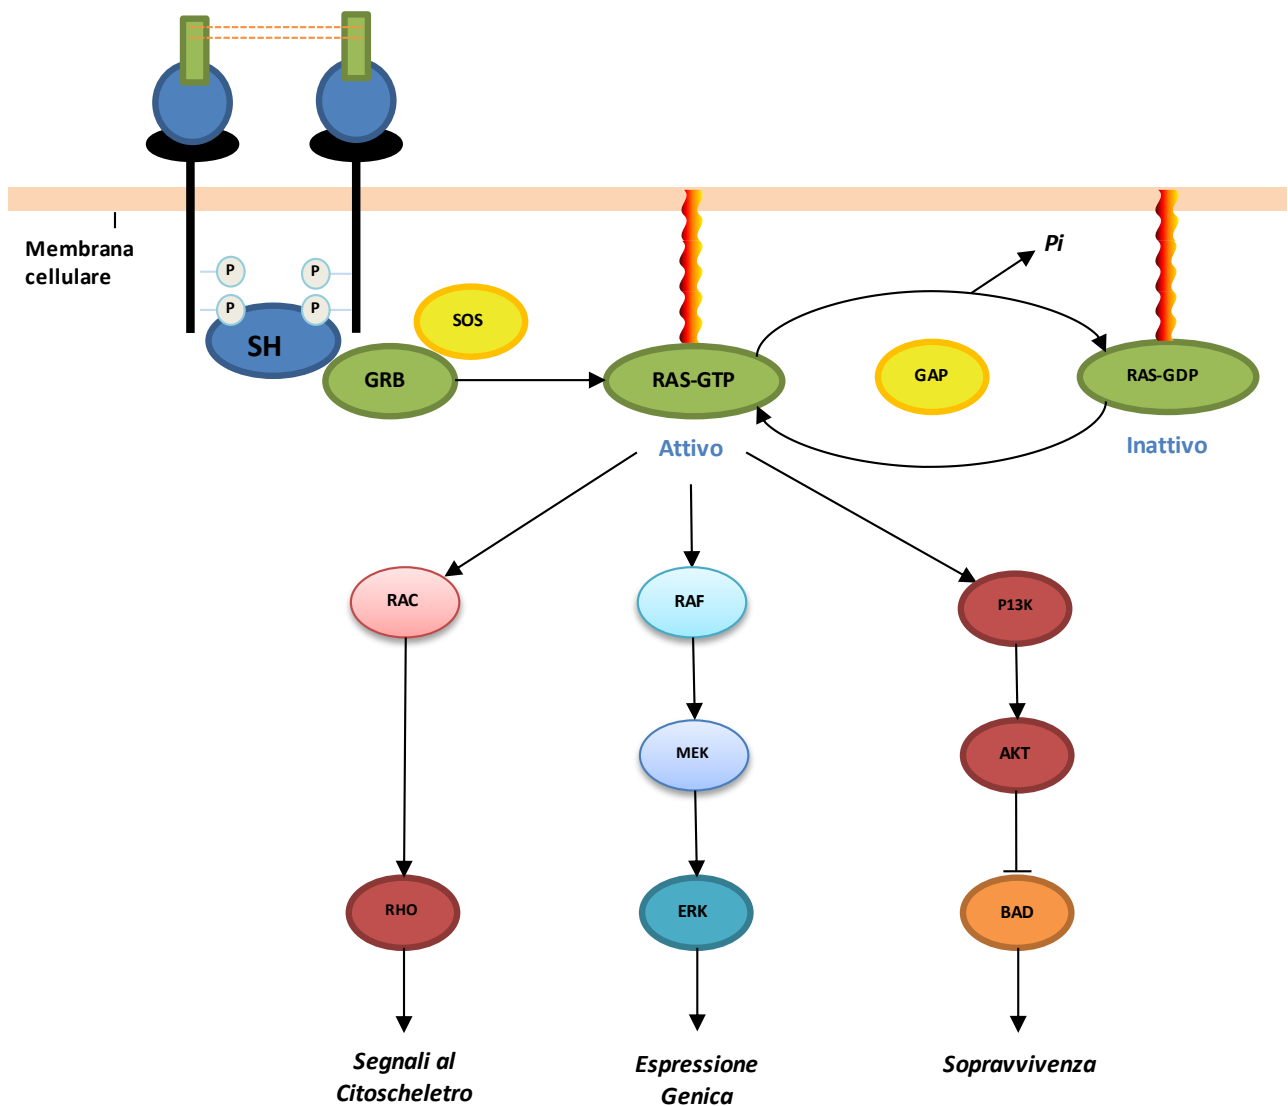 Membrana
cellulare
P
P
P
P
SH
GRB
SOS
RAS-GTP
Attivo
GAP
Pi
RAS-GDP
Inattivo
RAC
RAF
P13K
MEK
AKT
RHO
ERK
BAD
Segnali al
Citoscheletro
Espressione
Genica
Sopravvivenza